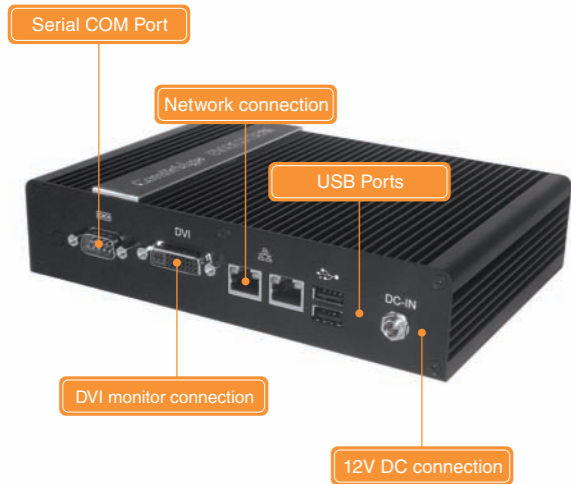 Serial COM Port
Network connection
USB Ports
DVI
DC-IN
DVI monitor connection
12V DC connection